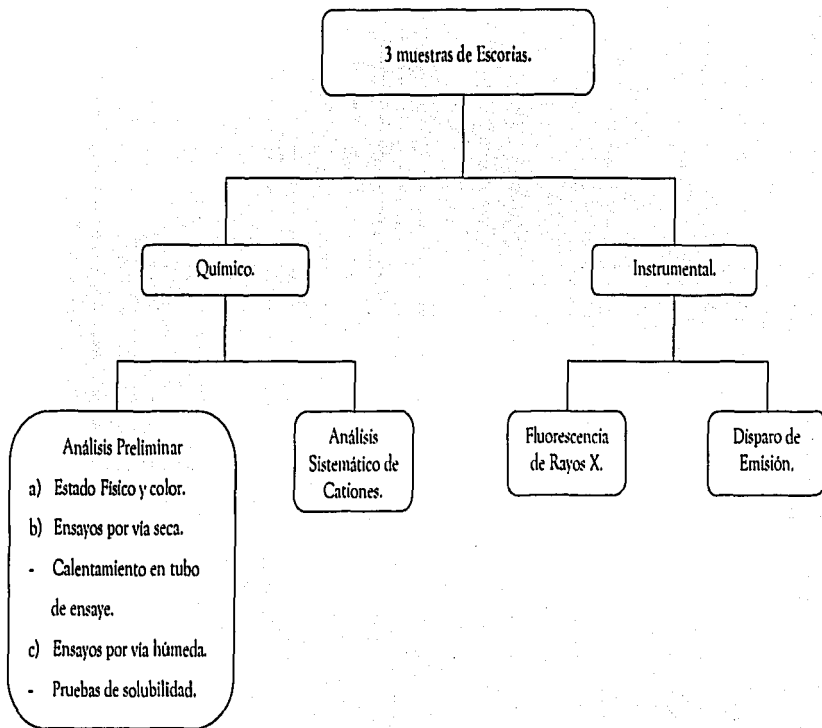 3 muestras de Escorias.
Químico.
Instrumental.
Análisis Preliminar
a) Estado Físico y color.
b) Ensayos por vía seca.
- Calentamiento en tubo
de ensaye.
c) Ensayos por vía húmeda.
- Pruebas de solubilidad.
Análisis
Sistemático de
Cationes.
Fluorescencia
de Rayos X.
Disparo de
Emisión.